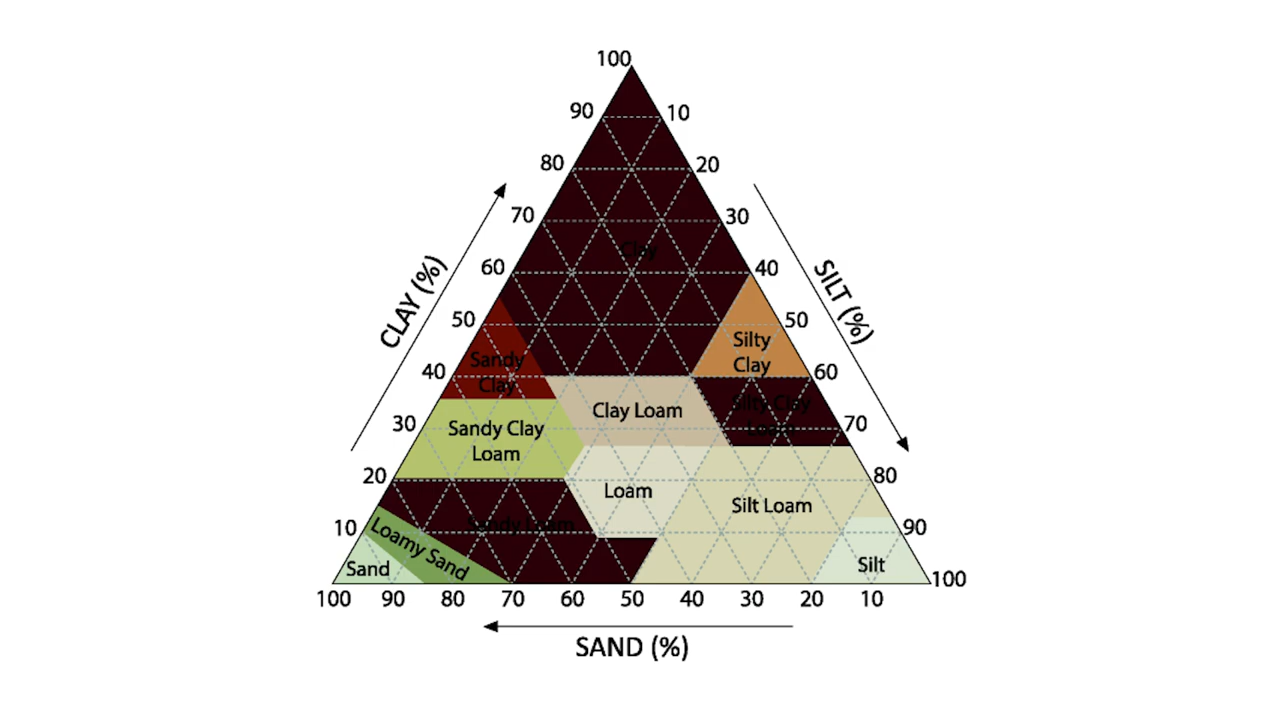 100
90 10
80 20
70 30
Clay
60 40
CLAY (%)
SILT (%)
50 50
Silty
Clay
Sandy
Clay
40 60
Silty Clay
Loam
Clay Loam
30 70
Sandy Clay
Loam
20 80
Loam
Silt Loam
10 90
Sandy Loam
Loamy Sand
Sand
Silt
100
100 90 80 70 60 50 40 30 20 10
SAND (%)